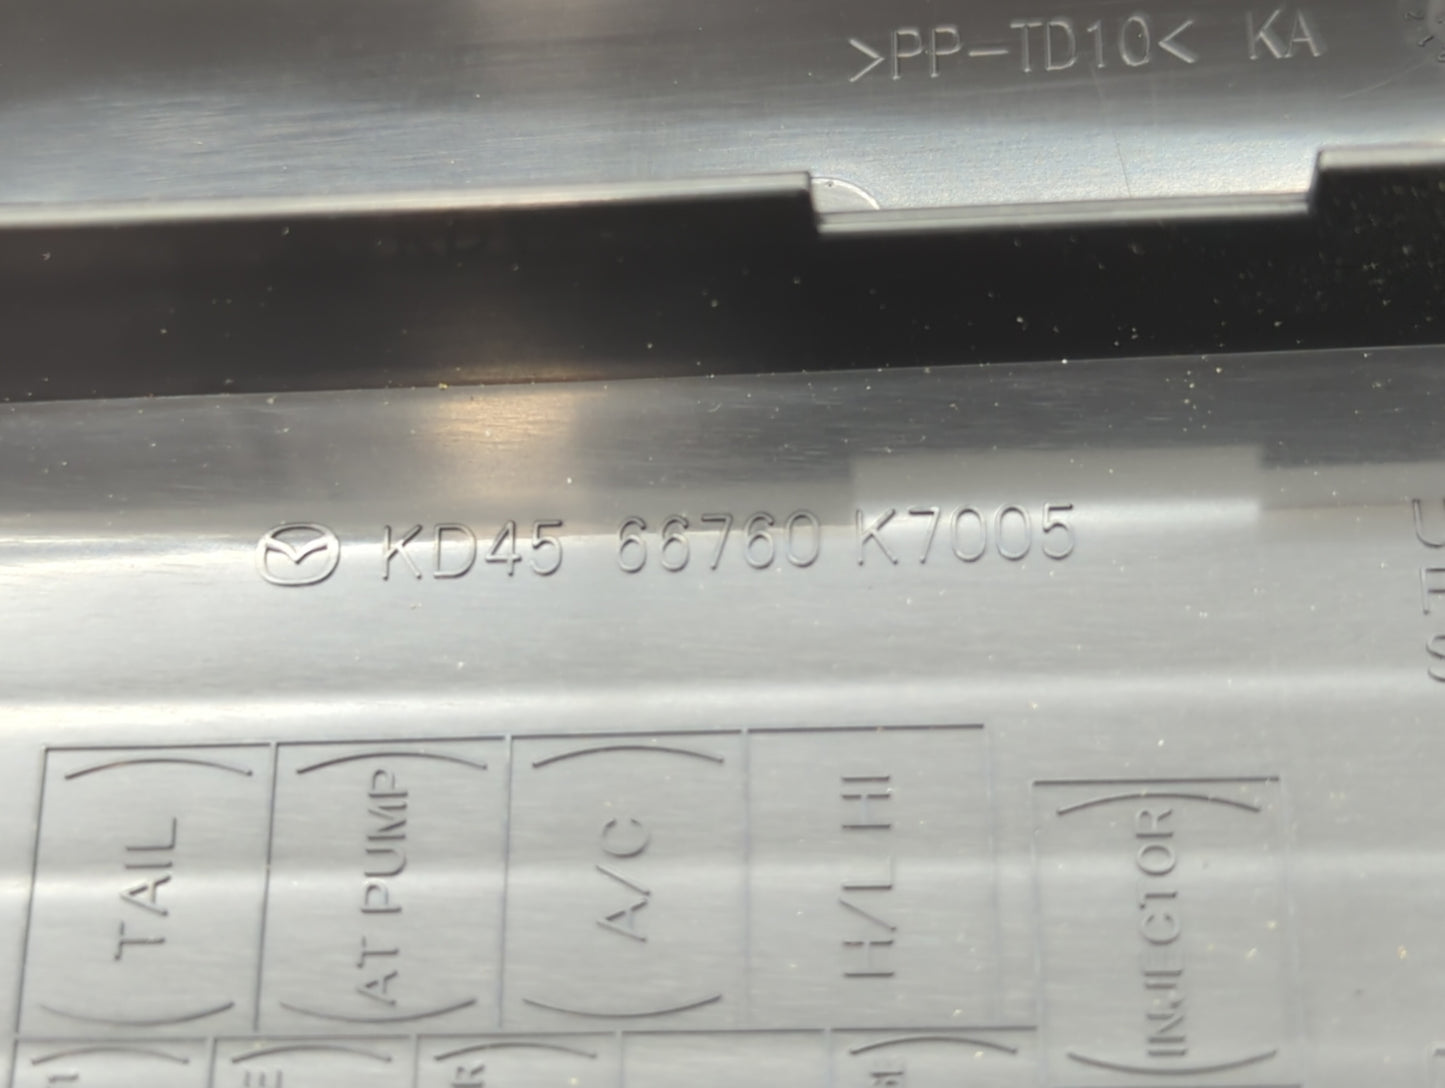 >PP-TD10< KA
KD45 66760 K7005
(TAIL)
(AT PUMP)
(A/C)
H/L HI
(INJECTOR)